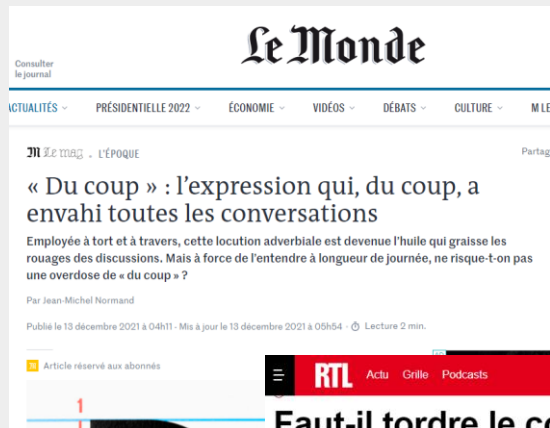 Le Monde
Consulter
le journal
ACTUALITÉS PRÉSIDENTIELLE 2022 ÉCONOMIE VIDÉOS DÉBATS CULTURE M LE
M Le mag . L'ÉPOQUE
Partag
« Du coup » : l'expression qui, du coup, a
envahi toutes les conversations
Employée à tort et à travers, cette locution adverbiale est devenue l'huile qui graisse les
rouages des discussions. Mais à force de l'entendre à longueur de journée, ne risque-t-on pas
une overdose de « du coup » ?
Par Jean-Michel Normand
Publié le 13 décembre 2021 à 04h11 - Mis à jour le 13 décembre 2021 à 05h54 · Lecture 2 min.
Article réservé aux abonnés
1
RTL Actu Grille Podcasts
Faut-il tordre le co